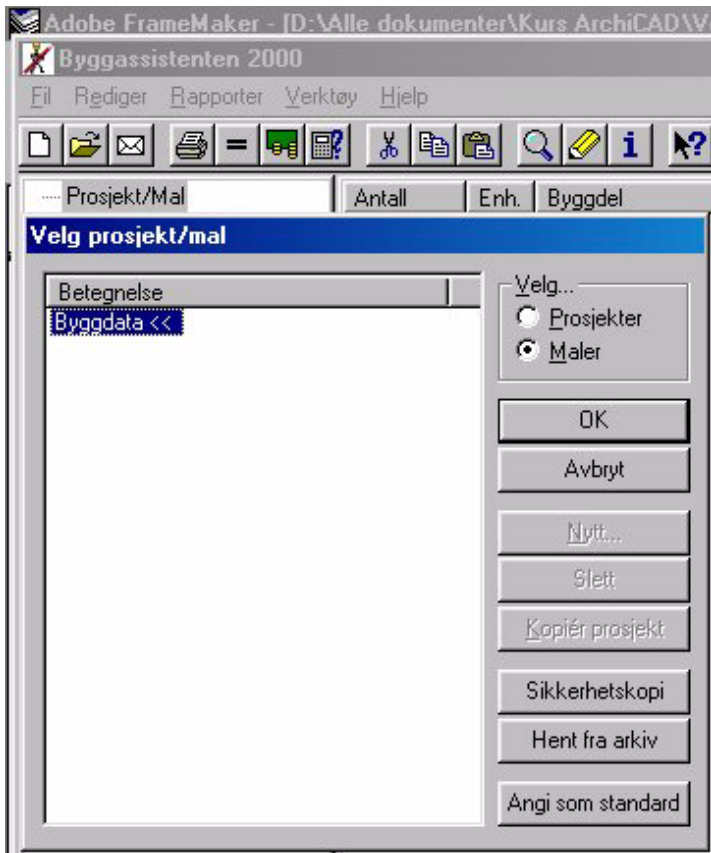 Adobe FrameMaker - [D:\Alle dokumenter\Kurs ArchiCAD\V
Byggassistenten 2000
Fil Rediger Rapporter Verktøy Hjelp
Prosjekt/Mal Antall Enh. Byggdel
Velg prosjekt/mal
Betegnelse
Byggdata <<
Velg...
Prosjekter
Maler
OK
Avbryt
Nytt...
Slett
Kopiér prosjekt
Sikkerhetskopi
Hent fra arkiv
Angi som standard